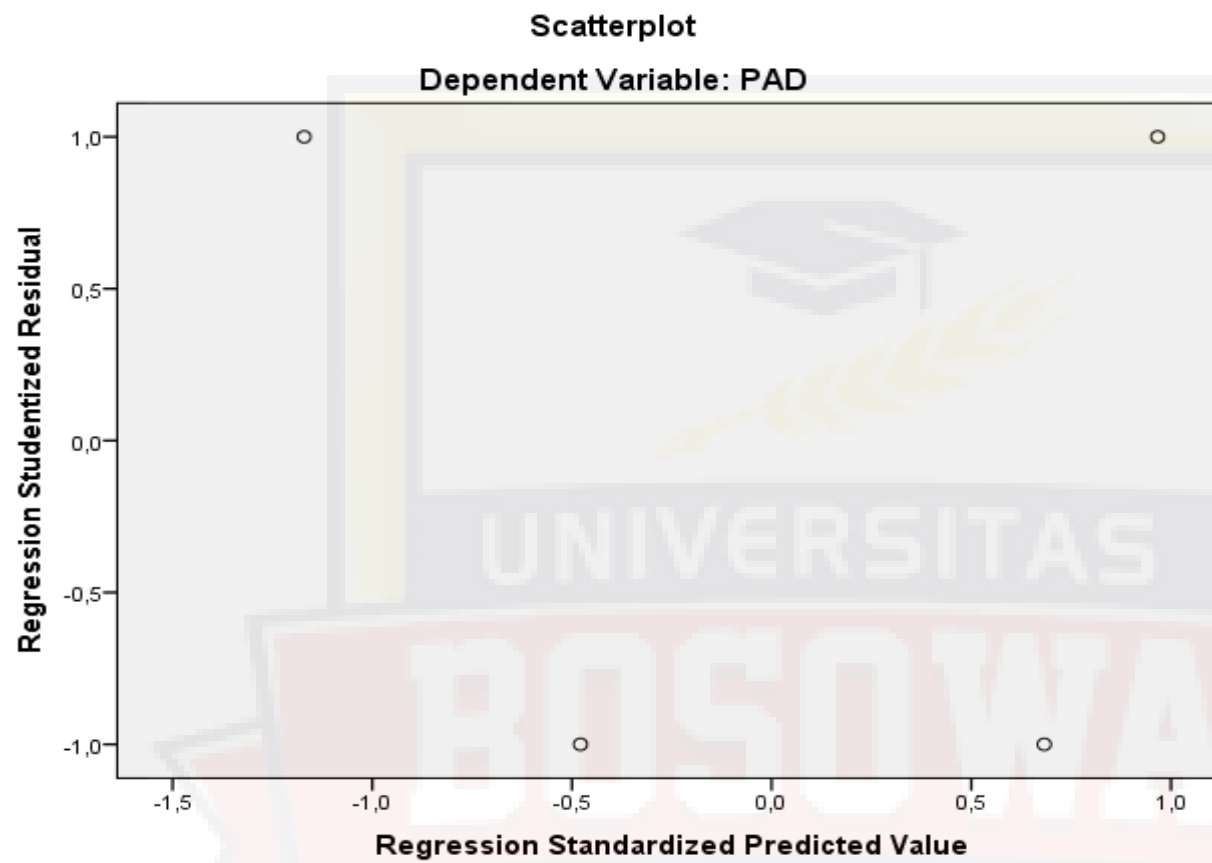 Scatterplot
Dependent Variable: PAD
Regression Studentized Residual
1,0
0,5
0,0
-0,5
-1,0
UNIVERSITAS
BOSOWA
-1,5 -1,0 -0,5 0,0 0,5 1,0
Regression Standardized Predicted Value